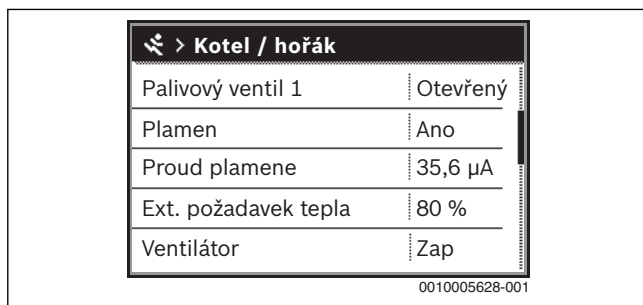 > Kotel / hořák
Palivový ventil 1 Otevřený
Plamen Ano
Proud plamene 35,6 µA
Ext. požadavek tepla 80 %
Ventilátor Zap
0010005628-001